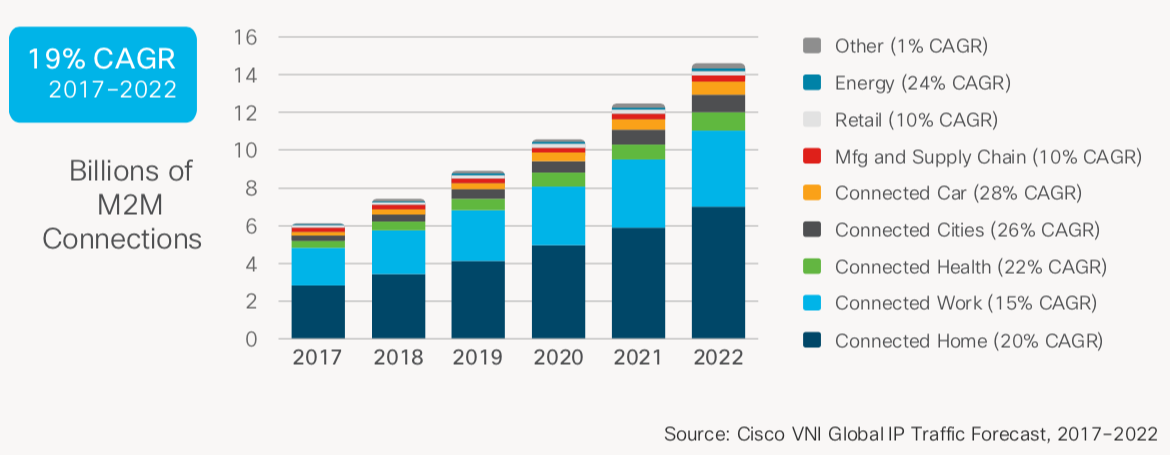 19% CAGR
2017–2022
Billions of
M2M
Connections
16
14
12
10
8
6
4
2
0
2017 2018 2019 2020 2021 2022
Other (1% CAGR)
Energy (24% CAGR)
Retail (10% CAGR)
Mfg and Supply Chain (10% CAGR)
Connected Car (28% CAGR)
Connected Cities (26% CAGR)
Connected Health (22% CAGR)
Connected Work (15% CAGR)
Connected Home (20% CAGR)
Source: Cisco VNI Global IP Traffic Forecast, 2017–2022